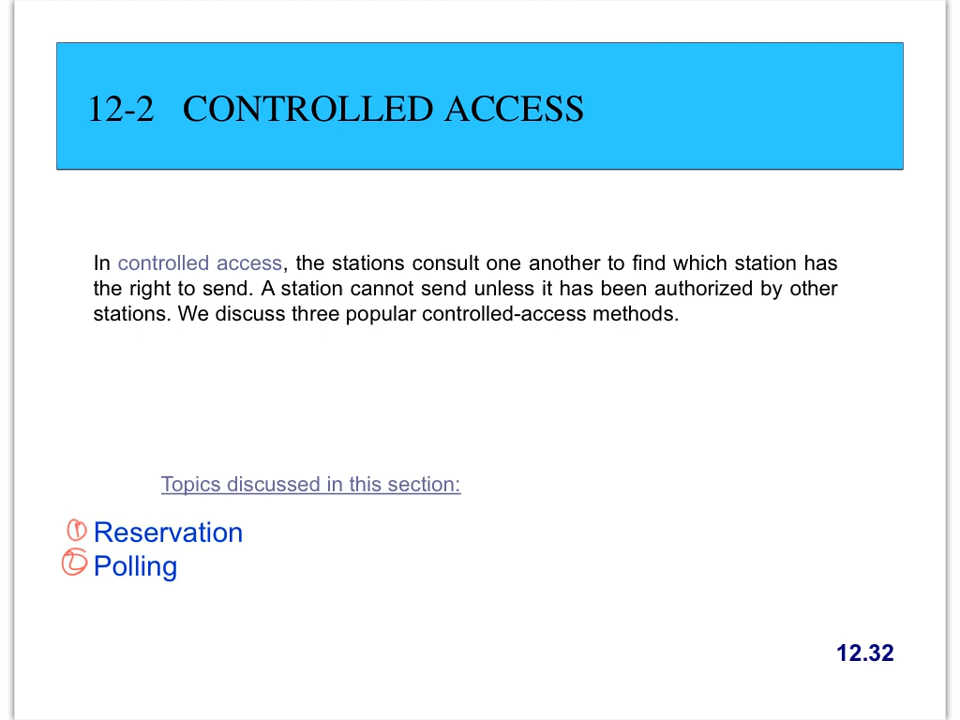 12-2 CONTROLLED ACCESS
In controlled access, the stations consult one another to find which station has
the right to send. A station cannot send unless it has been authorized by other
stations. We discuss three popular controlled-access methods.
Topics discussed in this section:
1 Reservation
2 Polling
12.32